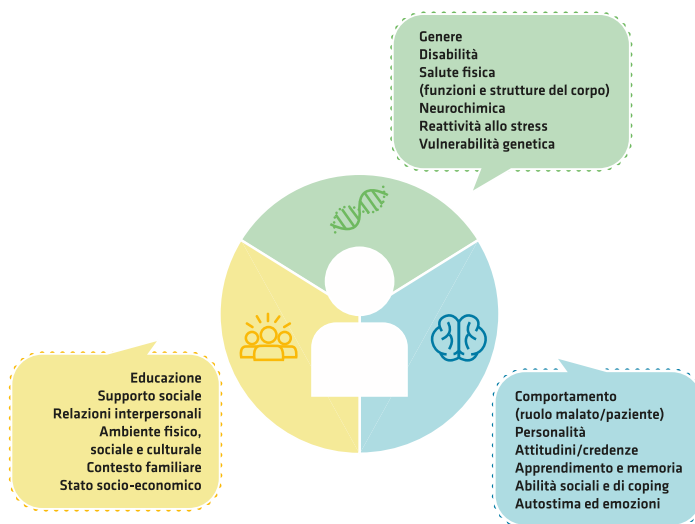 Genere
Disabilità
Salute fisica
(funzioni e strutture del corpo)
Neurochimica
Reattività allo stress
Vulnerabilità genetica
Educazione
Supporto sociale
Relazioni interpersonali
Ambiente fisico,
sociale e culturale
Contesto familiare
Stato socio-economico
Comportamento
(ruolo malato/paziente)
Personalità
Attitudini/credenze
Apprendimento e memoria
Abilità sociali e di coping
Autostima ed emozioni